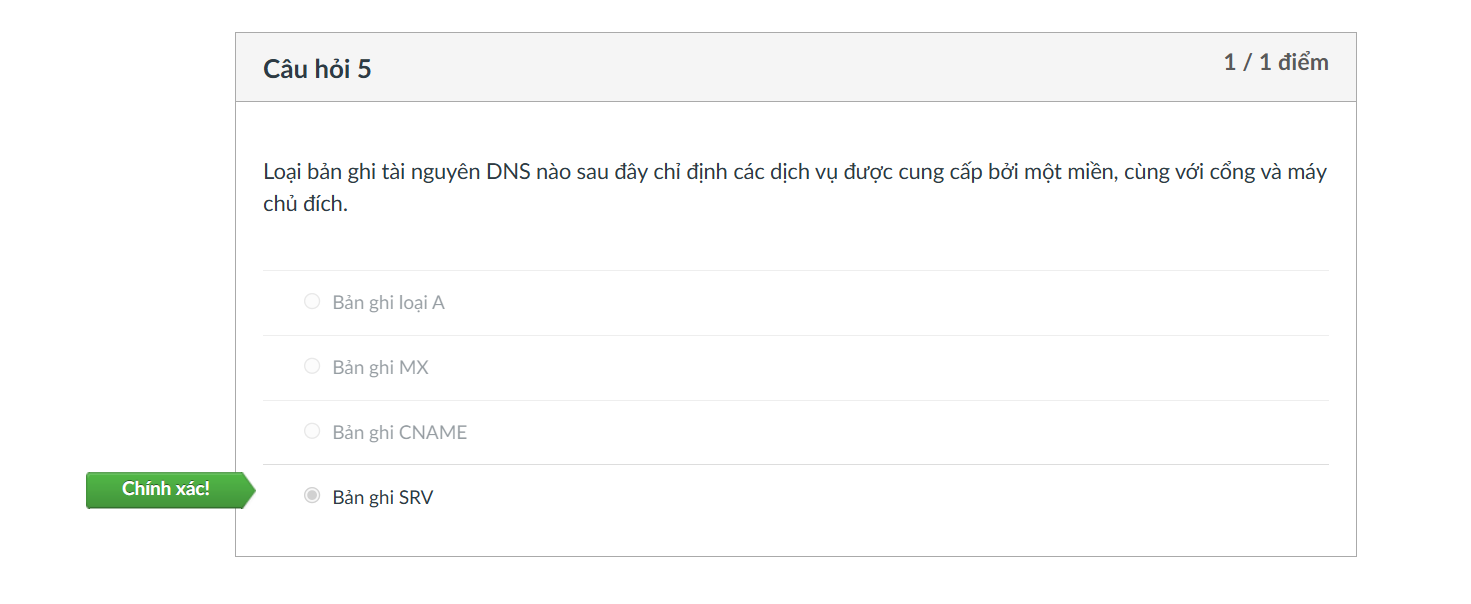 Câu hỏi 5
1 / 1 điểm
Loại bản ghi tài nguyên DNS nào sau đây chỉ định các dịch vụ được cung cấp bởi một miền, cùng với cổng và máy
chủ đích.
Bản ghi loại A
Bản ghi MX
Bản ghi CNAME
Chính xác!
Bản ghi SRV